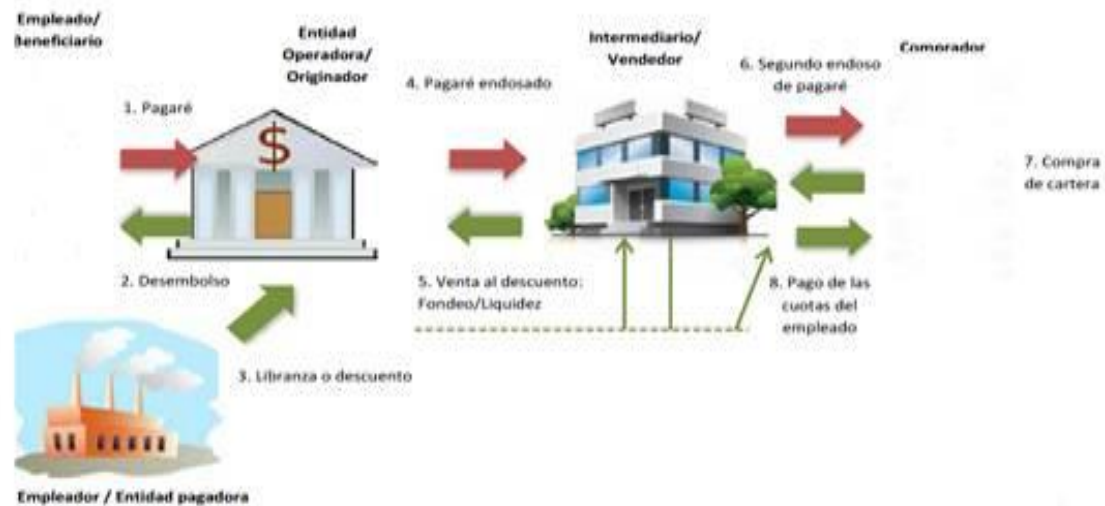 Empleado/
Beneficiario
Entidad
Operadora/
Originador
Intermediario/
Vendedor
Comprador
1. Pagaré
4. Pagaré endosado
6. Segundo endoso
de pagaré
$
7. Compra
de cartera
2. Desembolso
5. Venta al descuento:
Fondeo/Liquidez
8. Pago de las
cuotas del
empleado
3. Libranza o descuento
Empleador / Entidad pagadora